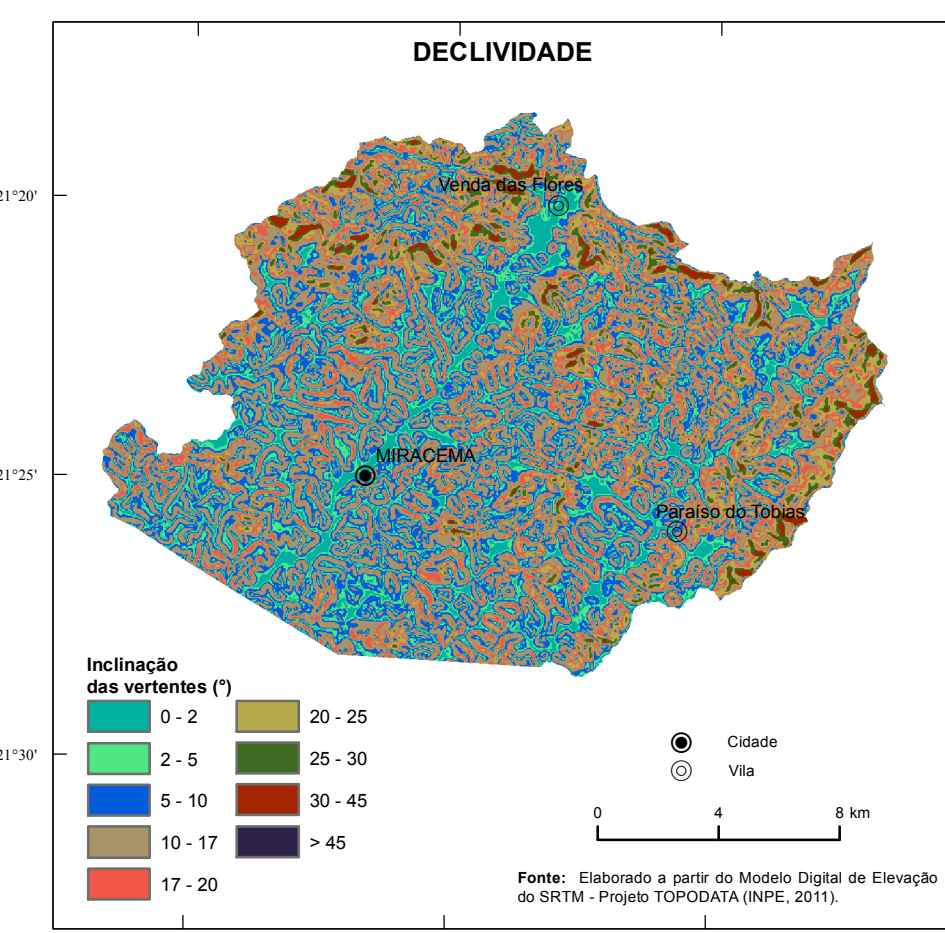 DECLIVIDADE
Venda das Flores
21°20'
MIRACEMA
21°25'
Paraíso do Tobias
Inclinação
das vertentes (°)
0 - 2
20 - 25
2 - 5
25 - 30
5 - 10
30 - 45
10 - 17
> 45
17 - 20
21°30'
Cidade
Vila
0 4 8 km
Fonte: Elaborado a partir do Modelo Digital de Elevação
do SRTM - Projeto TOPODATA (INPE, 2011).